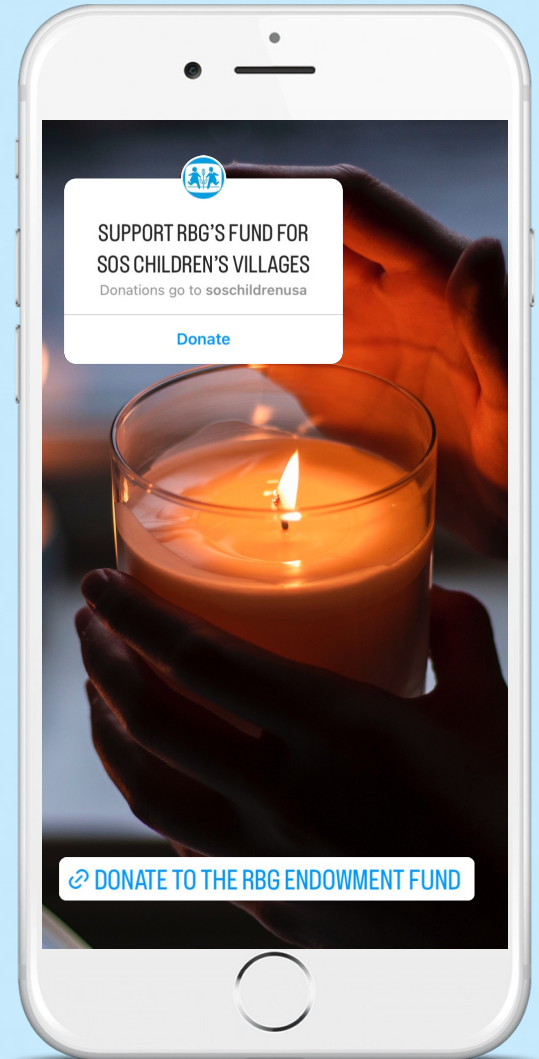 SUPPORT RBG'S FUND FOR
SOS CHILDREN'S VILLAGES
Donations go to soschildrenusa
Donate
DONATE TO THE RBG ENDOWMENT FUND